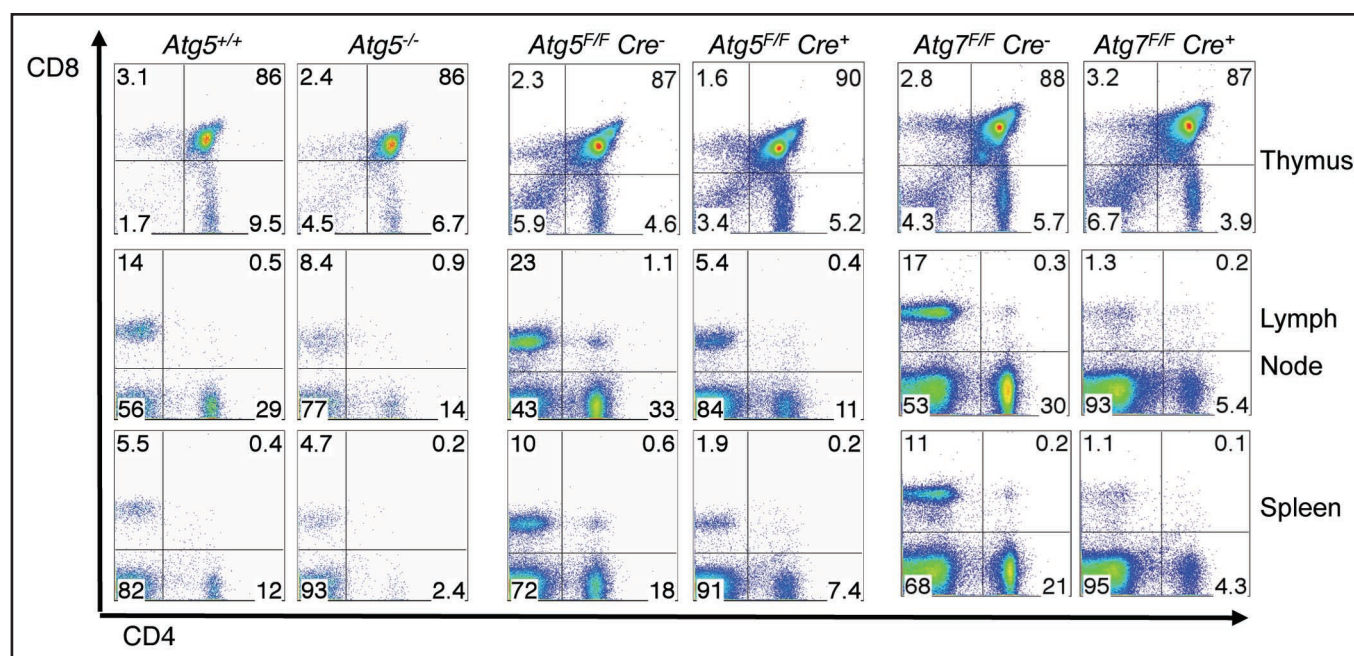 Atg5+/+ Atg5-/- Atg5F/F Cre- Atg5F/F Cre+ Atg7F/F Cre- Atg7F/F Cre+
CD8
3.1 86 2.4 86 2.3 87 1.6 90 2.8 88 3.2 87
Thymus
1.7 9.5 4.5 6.7 5.9 4.6 3.4 5.2 4.3 5.7 6.7 3.9
14 0.5 8.4 0.9 23 1.1 5.4 0.4 17 0.3 1.3 0.2
Lymph
Node
56 29 77 14 43 33 84 11 53 30 93 5.4
5.5 0.4 4.7 0.2 10 0.6 1.9 0.2 11 0.2 1.1 0.1
Spleen
82 12 93 2.4 72 18 91 7.4 68 21 95 4.3
CD4